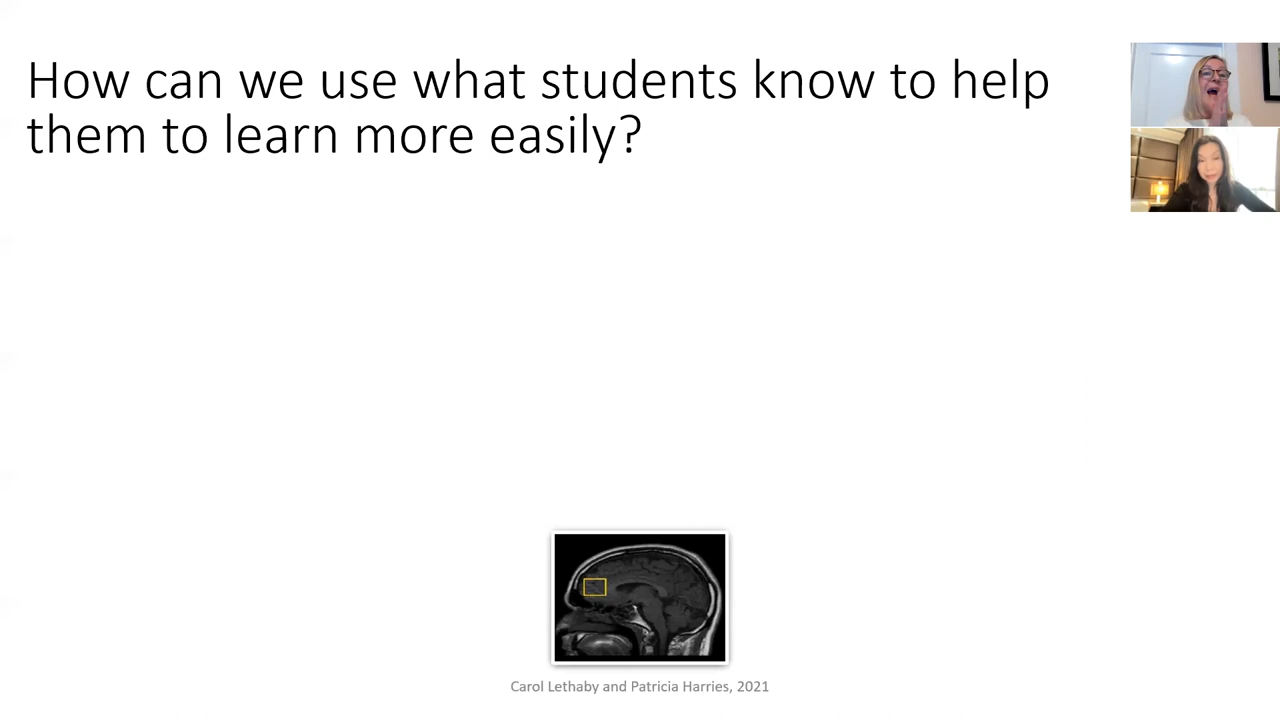 How can we use what students know to help
them to learn more easily?
Carol Lethaby and Patricia Harries, 2021